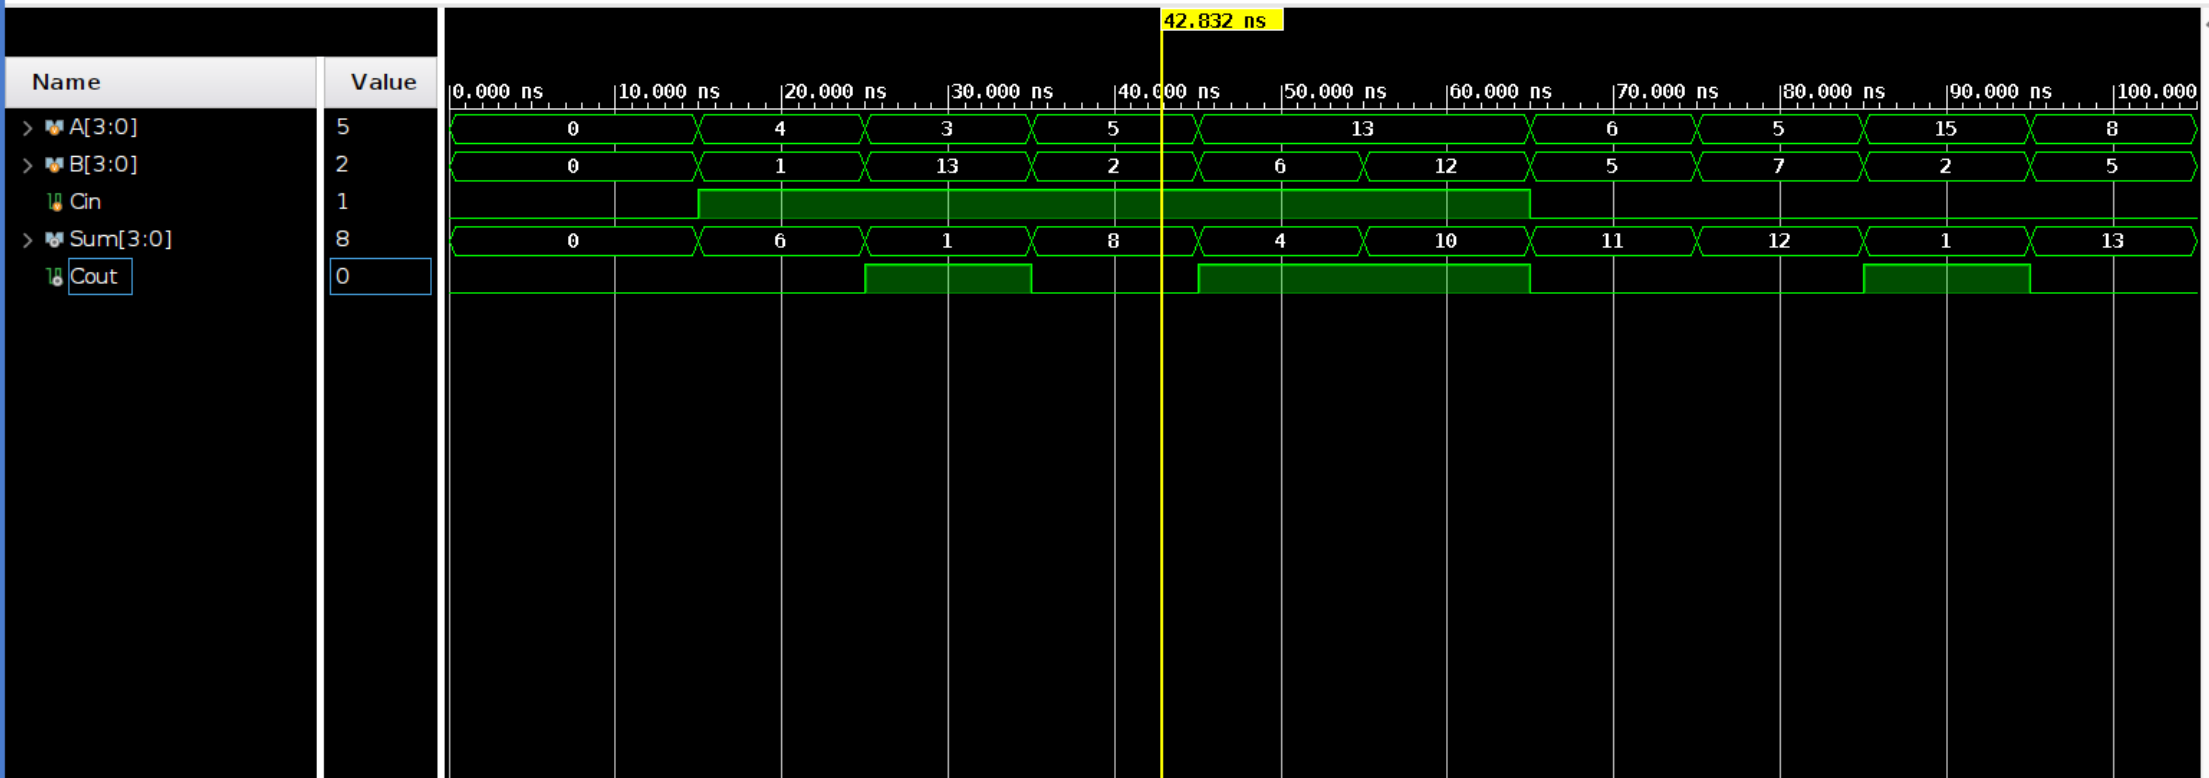 42.832 ns
Name Value 0.000 ns 10.000 ns 20.000 ns 30.000 ns 40.000 ns 50.000 ns 60.000 ns 70.000 ns 80.000 ns 90.000 ns 100.000
A[3:0] 5 0 4 3 5 13 6 5 15 8
B[3:0] 2 0 1 13 2 6 12 5 7 2 5
Cin 1
Sum[3:0] 8 0 6 1 8 4 10 11 12 1 13
Cout 0